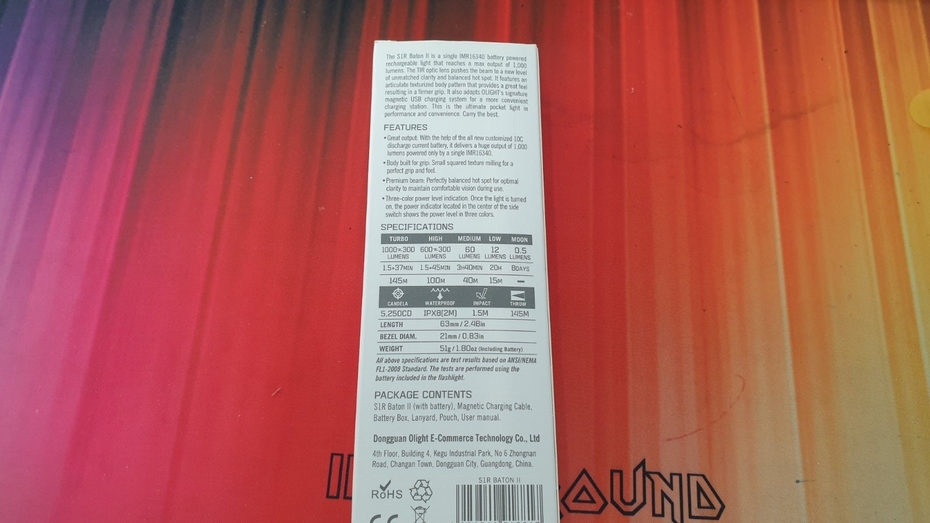 The S1R Baton II is a single IMR16340 battery powered
rechargeable light that reaches a max output of 1,000
lumens. The TIR optic lens pushes the beam to a new level
of unmatched clarity and balanced hot spot. It features an
articulate texturized body pattern that provides a great feel
resulting in a firmer grip. It also adapts OLIGHT's signature
magnetic USB charging system for a more convenient
charging station. This is the ultimate pocket light in
performance and convenience. Carry the best.
FEATURES
• Great output: With the help of the all new customized 10C
discharge current battery, it delivers a huge output of 1,000
lumens powered only by a single IMR16340.
• Body built for grip: Small squared texture milling for a
perfect grip and feel.
• Premium beam: Perfectly balanced hot spot for optimal
clarity to maintain comfortable vision during use.
• Three-color power level indication: Once the light is turned
on, the power indicator located in the center of the side
switch shows the power level in three colors.
SPECIFICATIONS
TURBO HIGH MEDIUM LOW MOON
1000~300 LUMENS 600~300 LUMENS 60 LUMENS 12 LUMENS 0.5 LUMENS
1.5+37MIN 1.5+45MIN 3H40MIN 20H 8DAYS
145M 100M 40M 15M —
CANDELA WATERPROOF IMPACT THROW
5,250CD IPX8(2M) 1.5M 145M
LENGTH 63mm / 2.48in
BEZEL DIAM. 21mm / 0.83in
WEIGHT 51g / 1.80oz (Including Battery)
All above specifications are test results based on ANSI/NEMA
FL1-2009 Standard. The tests are performed using the
battery included in the flashlight.
PACKAGE CONTENTS
S1R Baton II (with battery), Magnetic Charging Cable,
Battery Box, Lanyard, Pouch, User manual.
Dongguan Olight E-Commerce Technology Co., Ltd
4th Floor, Building 4, Kegu Industrial Park, No 6 Zhongnan
Road, Changan Town, Dongguan City, Guangdong, China.
RoHS
S1R BATON II
CE
OUND